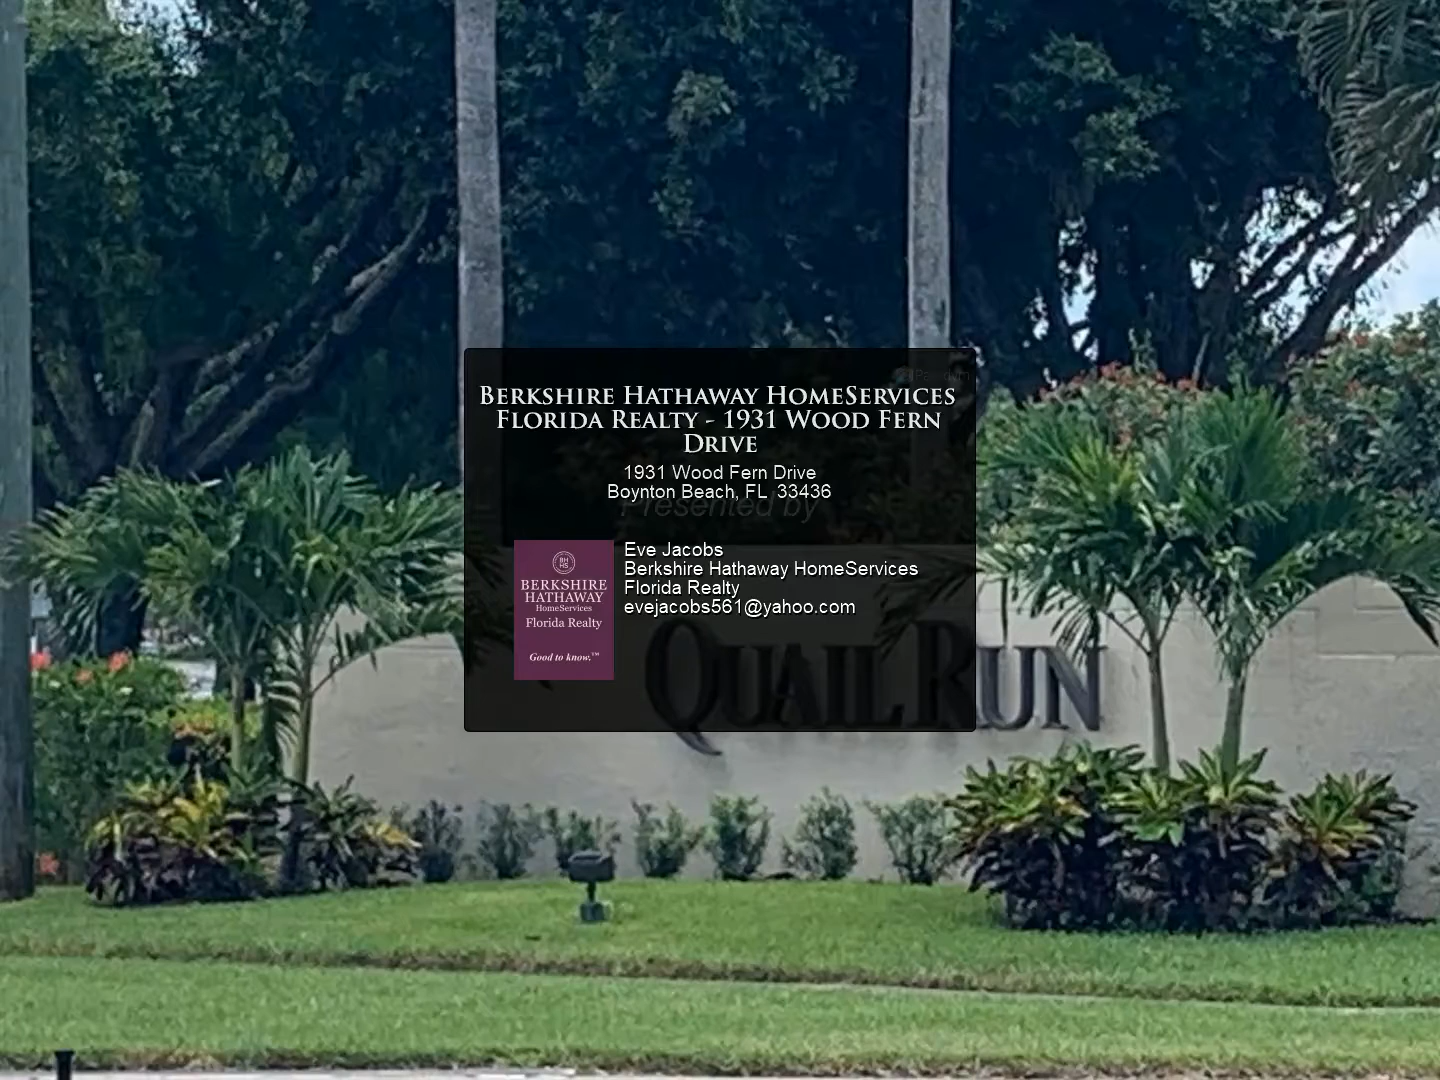 Berkshire Hathaway HomeServices
Florida Realty - 1931 Wood Fern
Drive
1931 Wood Fern Drive
Boynton Beach, FL  33436
Presented by
Eve Jacobs
Berkshire Hathaway HomeServices
Florida Realty
evejacobs561@yahoo.com
BH
HS
BERKSHIRE
HATHAWAY
HomeServices
Florida Realty
Good to know.™
QUAIL RUN